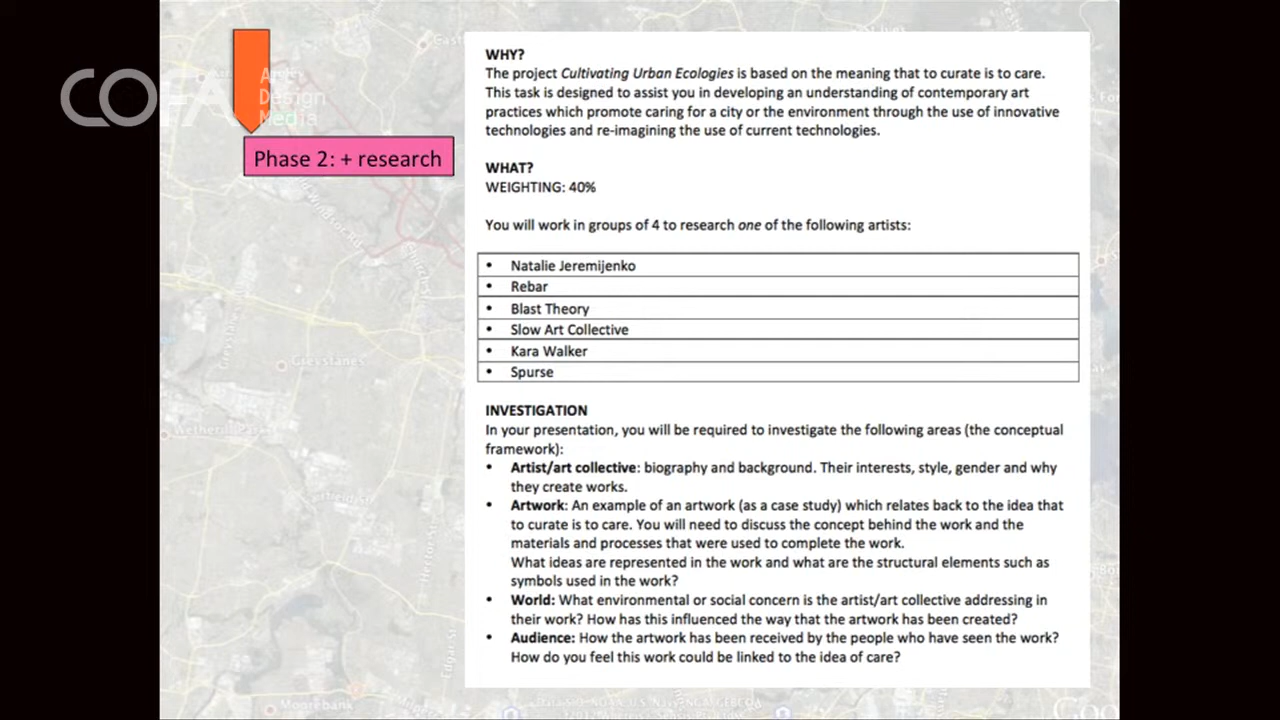 COFA
Art
Design
Media
Phase 2: + research
WHY?
The project Cultivating Urban Ecologies is based on the meaning that to curate is to care.
This task is designed to assist you in developing an understanding of contemporary art
practices which promote caring for a city or the environment through the use of innovative
technologies and re-imagining the use of current technologies.
WHAT?
WEIGHTING: 40%
You will work in groups of 4 to research one of the following artists:
• Natalie Jeremijenko
• Rebar
• Blast Theory
• Slow Art Collective
• Kara Walker
• Spurse
INVESTIGATION
In your presentation, you will be required to investigate the following areas (the conceptual
framework):
• Artist/art collective: biography and background. Their interests, style, gender and why
they create works.
• Artwork: An example of an artwork (as a case study) which relates back to the idea that
to curate is to care. You will need to discuss the concept behind the work and the
materials and processes that were used to complete the work.
What ideas are represented in the work and what are the structural elements such as
symbols used in the work?
• World: What environmental or social concern is the artist/art collective addressing in
their work? How has this influenced the way that the artwork has been created?
• Audience: How the artwork has been received by the people who have seen the work?
How do you feel this work could be linked to the idea of care?
Greystanes
Moorebank